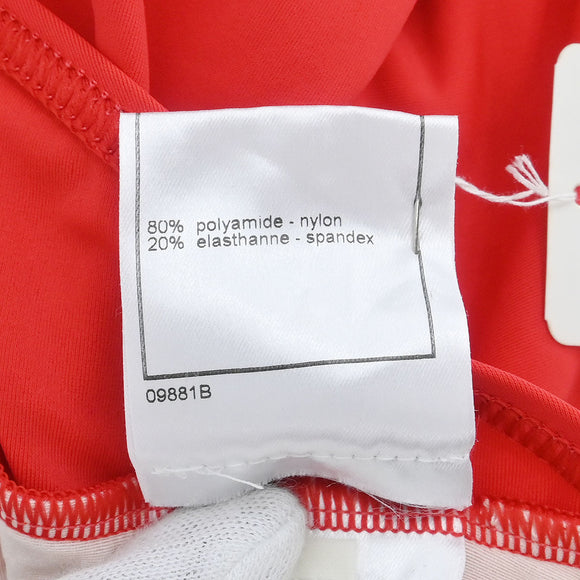 80% polyamide - nylon
20% elasthanne - spandex
09881B